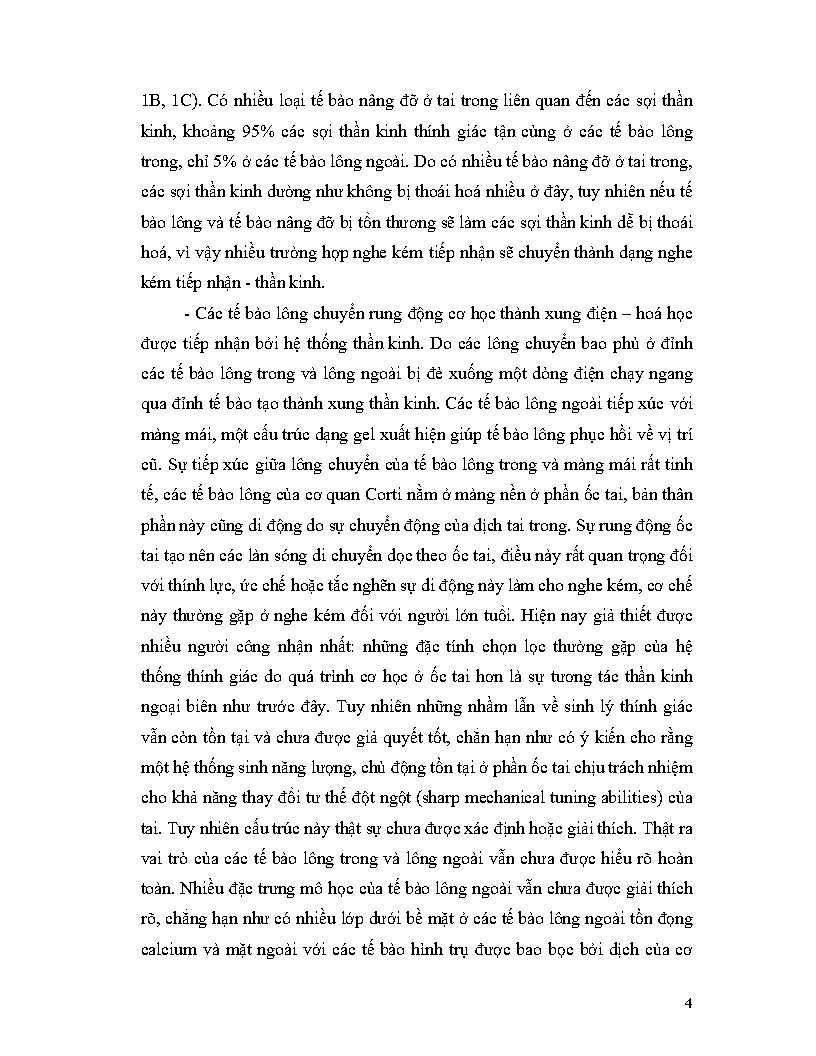 1B, 1C). Có nhiều loại tế bào nâng đỡ ở tai trong liên quan đến các sợi thần
kinh, khoảng 95% các sợi thần kinh thính giác tận cùng ở các tế bào lông
trong, chỉ 5% ở các tế bào lông ngoài. Do có nhiều tế bào nâng đỡ ở tai trong,
các sợi thần kinh dường như không bị thoái hoá nhiều ở đây, tuy nhiên nếu tế
bào lông và tế bào nâng đỡ bị tổn thương sẽ làm các sợi thần kinh dễ bị thoái
hoá, vì vậy nhiều trường hợp nghe kém tiếp nhận sẽ chuyển thành dạng nghe
kém tiếp nhận - thần kinh.
- Các tế bào lông chuyển rung động cơ học thành xung điện – hoá học
được tiếp nhận bởi hệ thống thần kinh. Do các lông chuyển bao phủ ở đỉnh
các tế bào lông trong và lông ngoài bị đè xuống một dòng điện chạy ngang
qua đỉnh tế bào tạo thành xung thần kinh. Các tế bào lông ngoài tiếp xúc với
màng mái, một cấu trúc dạng gel xuất hiện giúp tế bào lông phục hồi về vị trí
cũ. Sự tiếp xúc giữa lông chuyển của tế bào lông trong và màng mái rất tinh
tế, các tế bào lông của cơ quan Corti nằm ở màng nền ở phần ốc tai, bản thân
phần này cũng di động do sự chuyển động của dịch tai trong. Sự rung động ốc
tai tạo nên các làn sóng di chuyển dọc theo ốc tai, điều này rất quan trọng đối
với thính lực, ức chế hoặc tắc nghẽn sự di động này làm cho nghe kém, cơ chế
này thường gặp ở nghe kém đối với người lớn tuổi. Hiện nay giả thiết được
nhiều người công nhận nhất: những đặc tính chọn lọc thường gặp của hệ
thống thính giác do quá trình cơ học ở ốc tai hơn là sự tương tác thần kinh
ngoại biên như trước đây. Tuy nhiên những nhầm lẫn về sinh lý thính giác
vẫn còn tồn tại và chưa được giả quyết tốt, chẳn hạn như có ý kiến cho rằng
một hệ thống sinh năng lượng, chủ động tồn tại ở phần ốc tai chịu trách nhiệm
cho khả năng thay đổi tư thế đột ngột (sharp mechanical tuning abilities) của
tai. Tuy nhiên cấu trúc này thật sự chưa được xác định hoặc giải thích. Thật ra
vai trò của các tế bào lông trong và lông ngoài vẫn chưa được hiểu rõ hoàn
toàn. Nhiều đặc trưng mô học của tế bào lông ngoài vẫn chưa được giải thích
rõ, chẳng hạn như có nhiều lớp dưới bề mặt ở các tế bào lông ngoài tồn đọng
calcium và mặt ngoài với các tế bào hình trụ được bao bọc bởi dịch của cơ
4